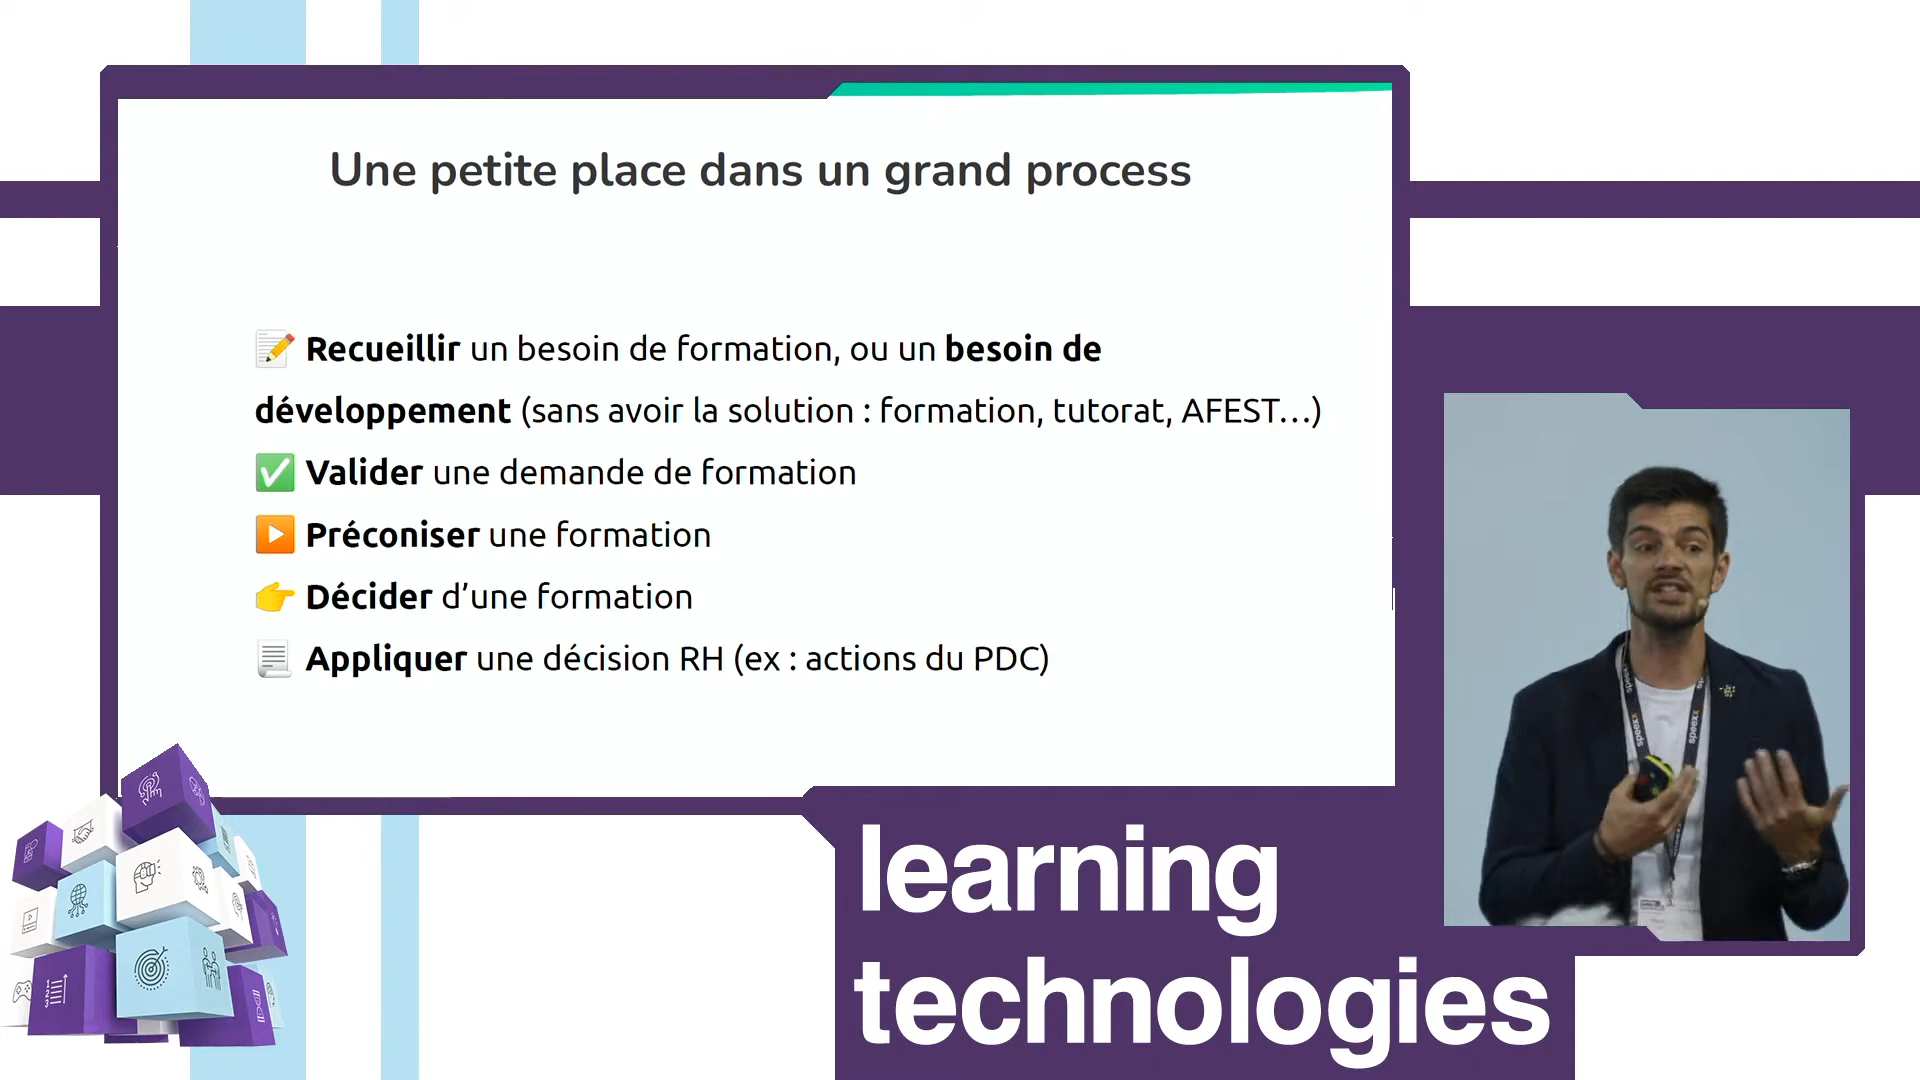 Une petite place dans un grand process
📝 Recueillir un besoin de formation, ou un besoin de
développement (sans avoir la solution : formation, tutorat, AFEST…)
✅ Valider une demande de formation
▶️ Préconiser une formation
👉 Décider d’une formation
📃 Appliquer une décision RH (ex : actions du PDC)
speexx
speexx
learning
technologies